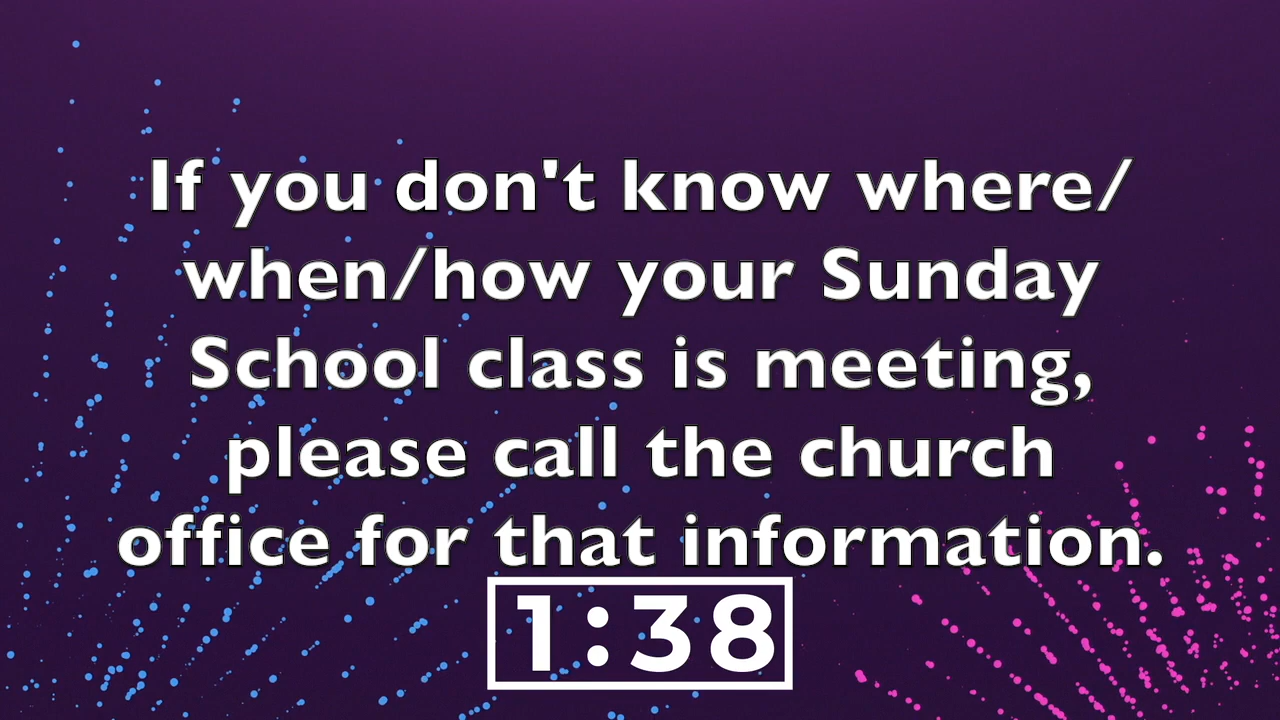 If you don't know where/
when/how your Sunday
School class is meeting,
please call the church
office for that information.
1:38